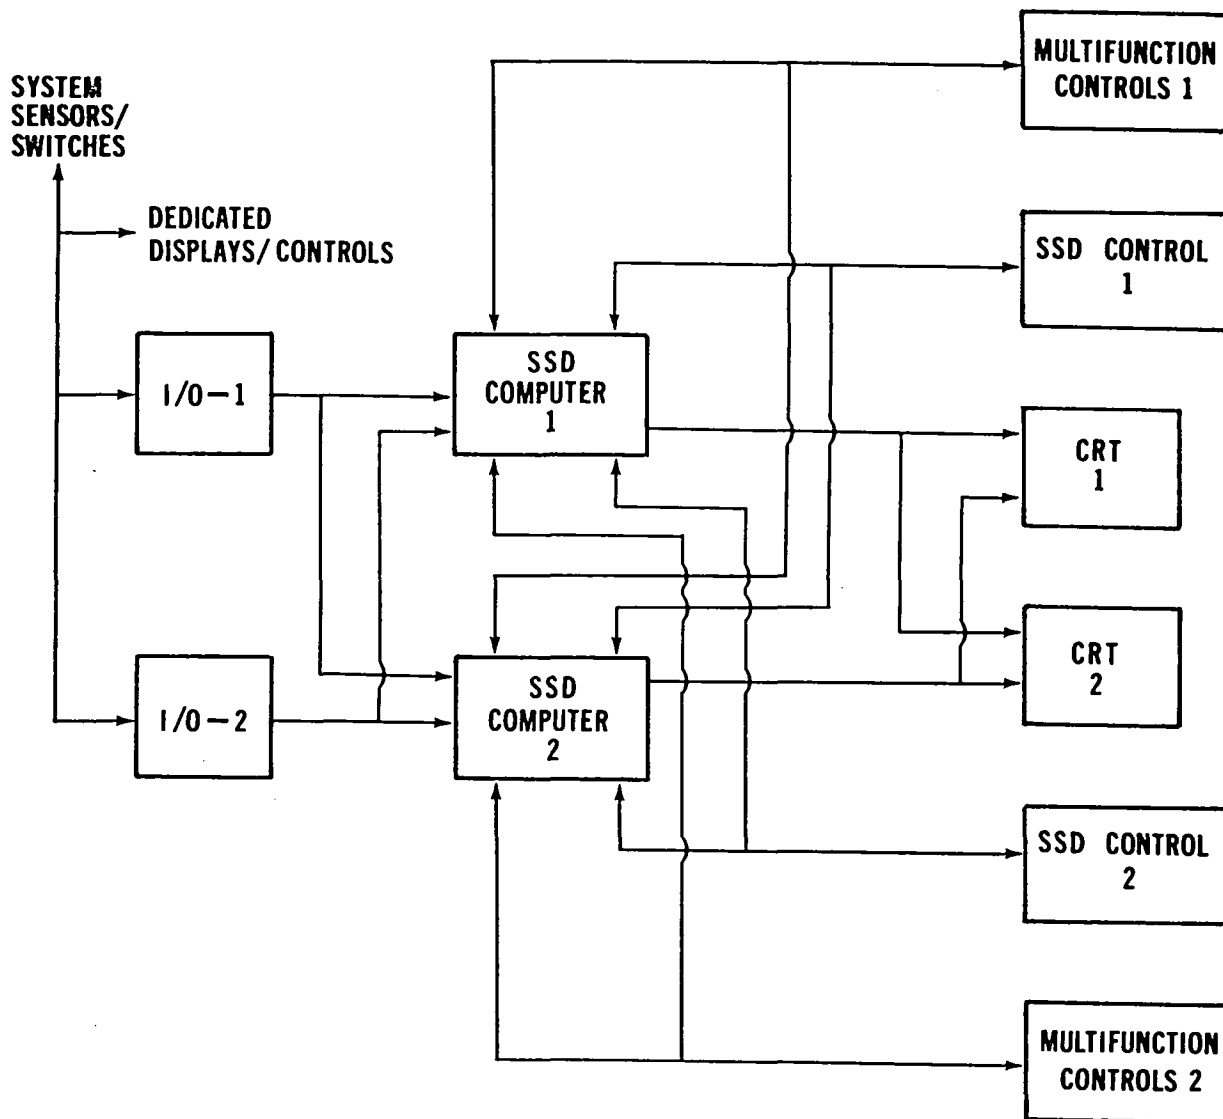 SYSTEM
SENSORS/
SWITCHES
DEDICATED
DISPLAYS/CONTROLS
I/O-1
I/O-2
SSD
COMPUTER
1
SSD
COMPUTER
2
MULTIFUNCTION
CONTROLS 1
SSD CONTROL
1
CRT
1
CRT
2
SSD CONTROL
2
MULTIFUNCTION
CONTROLS 2